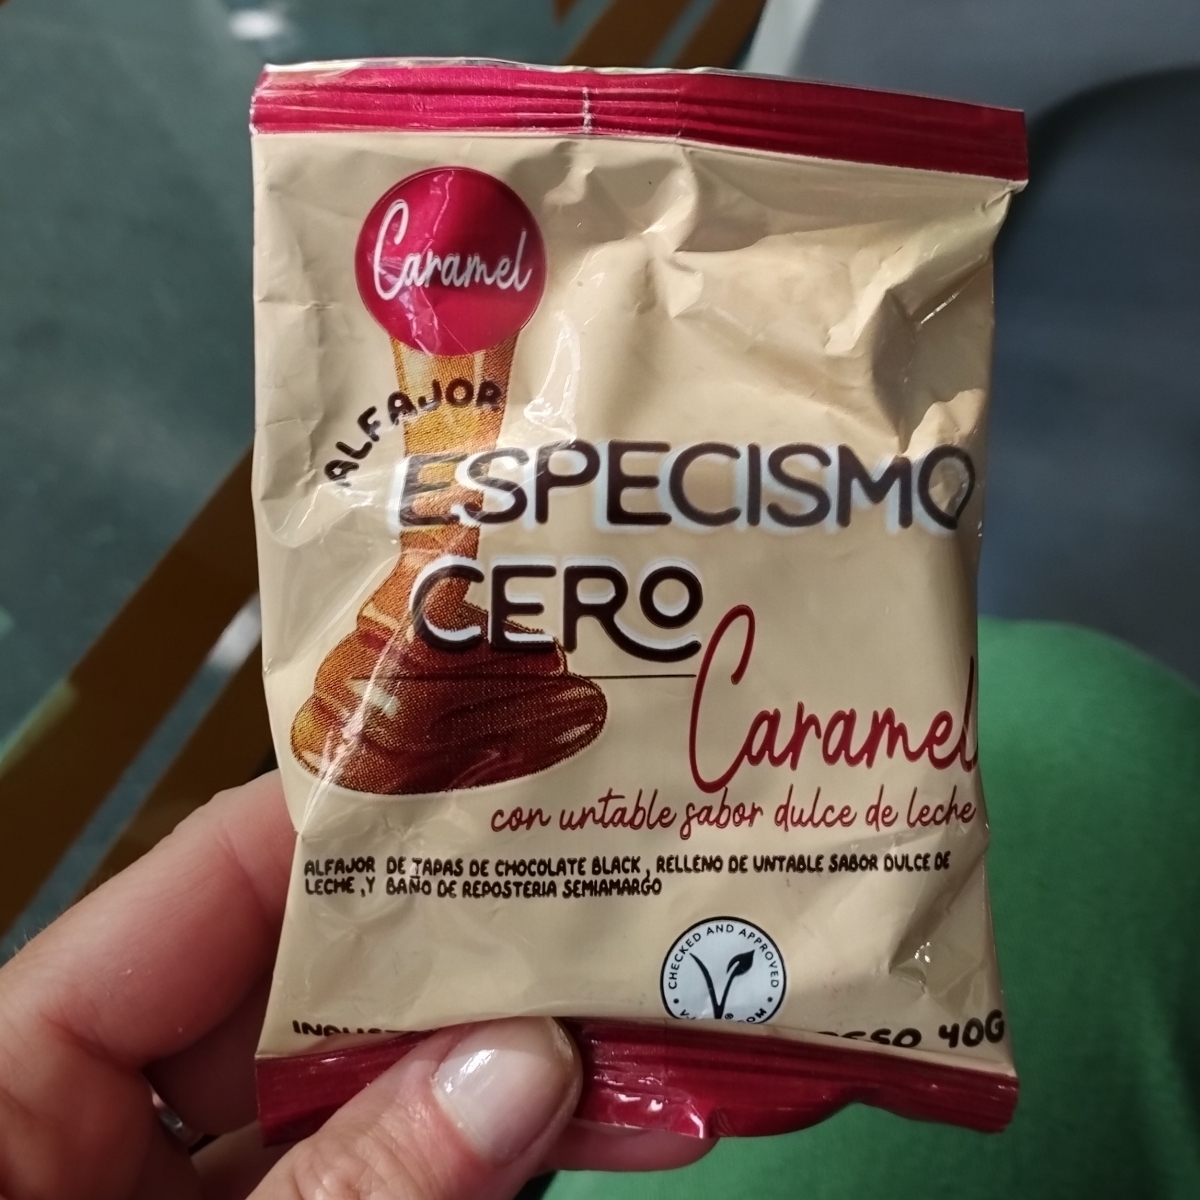 Caramel
ALFAJOR
ESPECISMO
CERO
Caramel
con untable sabor dulce de leche
ALFAJOR DE TAPAS DE CHOCOLATE BLACK, RELLENO DE UNTABLE SABOR DULCE DE
LECHE ,Y BAÑO DE REPOSTERIA SEMIAMARGO
CHECKED AND APPROVED
40G